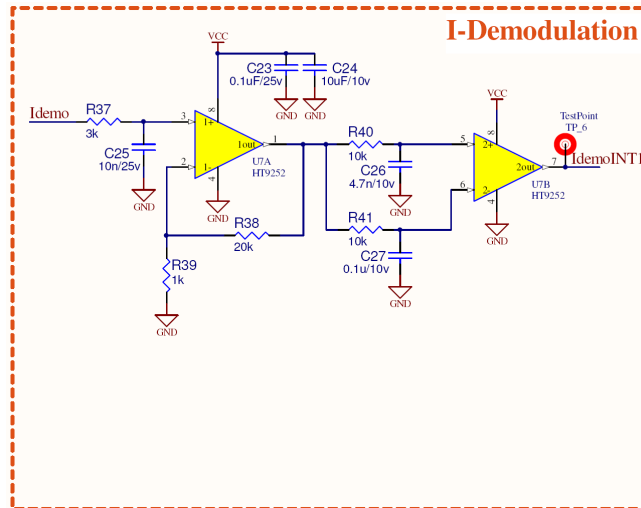 I-Demodulation
VCC
C23
0.1uF/25v
C24
10uF/10v
GND
GND
Idemo
R37
3k
C25
10n/25v
GND
3
1+
8
1out
1
2
1-
4
U7A
HT9252
GND
R38
20k
R39
1k
GND
R40
10k
C26
4.7n/10v
GND
R41
10k
C27
0.1u/10v
GND
VCC
5
2+
8
2out
7
6
2-
4
U7B
HT9252
GND
TestPoint
TP_6
IdemoINT1